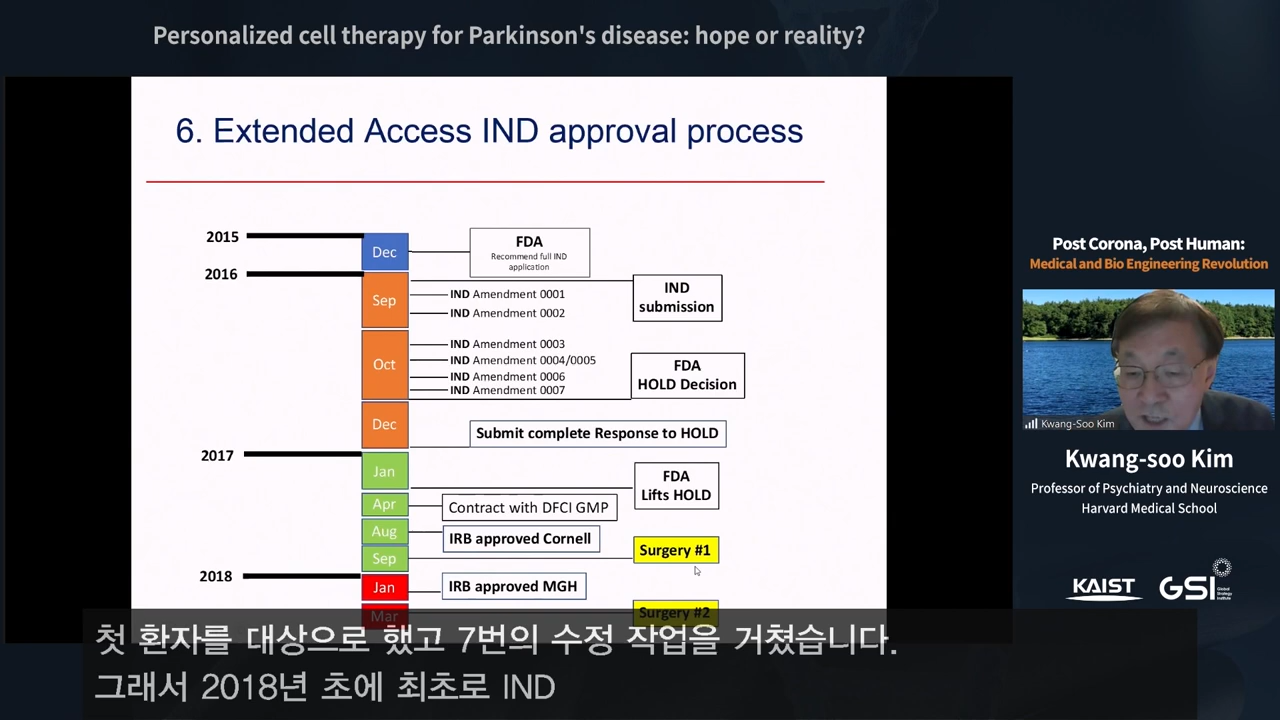 Personalized cell therapy for Parkinson's disease: hope or reality?
6. Extended Access IND approval process
2015
Dec
FDA
Recommend full IND
application
2016
Sep
IND Amendment 0001
IND Amendment 0002
IND
submission
Oct
IND Amendment 0003
IND Amendment 0004/0005
IND Amendment 0006
IND Amendment 0007
FDA
HOLD Decision
Dec
Submit complete Response to HOLD
2017
Jan
FDA
Lifts HOLD
Apr
Contract with DFCI GMP
Aug
IRB approved Cornell
Sep
Surgery #1
2018
Jan
IRB approved MGH
Mar
Surgery #2
첫 환자를 대상으로 했고 7번의 수정 작업을 거쳤습니다.
그래서 2018년 초에 최초로 IND
Post Corona, Post Human:
Medical and Bio Engineering Revolution
Kwang-Soo Kim
Kwang-soo Kim
Professor of Psychiatry and Neuroscience
Harvard Medical School
KAIST
GSI
Global
Strategy
Institute